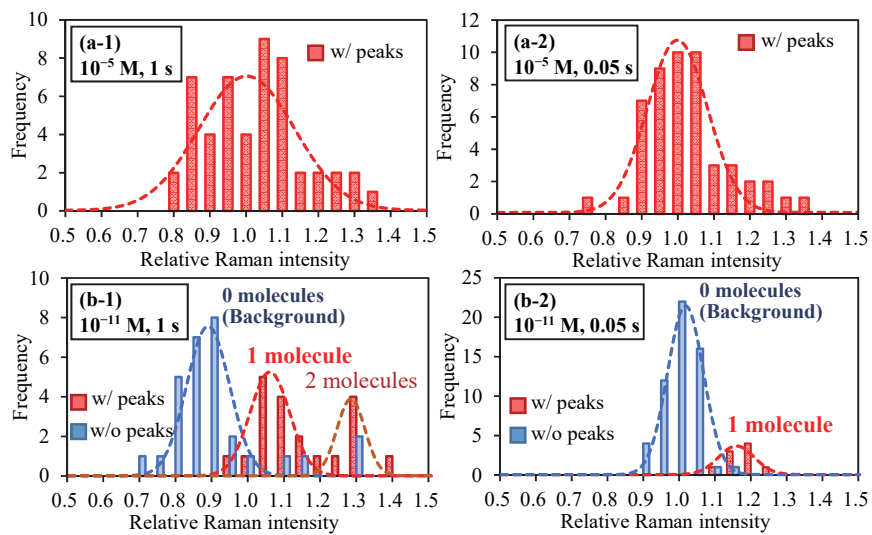 (a-1)
10⁻⁵ M, 1 s
w/ peaks
Frequency
10
8
6
4
2
0
0.5 0.6 0.7 0.8 0.9 1.0 1.1 1.2 1.3 1.4 1.5
Relative Raman intensity
(a-2)
10⁻⁵ M, 0.05 s
w/ peaks
Frequency
12
10
8
6
4
2
0
0.5 0.6 0.7 0.8 0.9 1.0 1.1 1.2 1.3 1.4 1.5
Relative Raman intensity
(b-1)
10⁻¹¹ M, 1 s
0 molecules
(Background)
1 molecule
2 molecules
w/ peaks
w/o peaks
Frequency
10
8
6
4
2
0
0.5 0.6 0.7 0.8 0.9 1.0 1.1 1.2 1.3 1.4 1.5
Relative Raman intensity
(b-2)
10⁻¹¹ M, 0.05 s
0 molecules
(Background)
1 molecule
w/ peaks
w/o peaks
Frequency
25
20
15
10
5
0
0.5 0.6 0.7 0.8 0.9 1.0 1.1 1.2 1.3 1.4 1.5
Relative Raman intensity